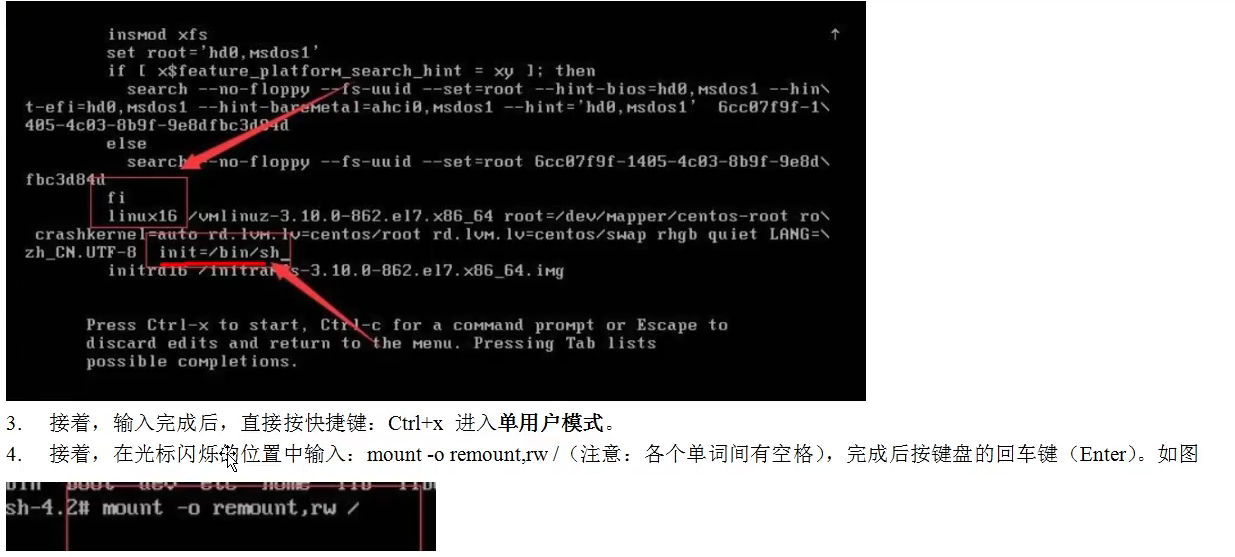 insmod xfs
set root='hd0,msdos1'
if [ x$feature_platform_search_hint = xy ]; then
search --no-floppy --fs-uuid --set=root --hint-bios=hd0,msdos1 --hin\
t-efi=hd0,msdos1 --hint-baremetal=ahci0,msdos1 --hint='hd0,msdos1' 6cc07f9f-1\
405-4c03-8b9f-9e8dfbc3d84d
else
search --no-floppy --fs-uuid --set=root 6cc07f9f-1405-4c03-8b9f-9e8d\
fbc3d84d
fi
linux16 /vmlinuz-3.10.0-862.el7.x86_64 root=/dev/mapper/centos-root ro\
crashkernel=auto rd.lvm.lv=centos/root rd.lvm.lv=centos/swap rhgb quiet LANG=\
zh_CN.UTF-8 init=/bin/sh_
initrd16 /initramfs-3.10.0-862.el7.x86_64.img
Press Ctrl-x to start, Ctrl-c for a command prompt or Escape to
discard edits and return to the menu. Pressing Tab lists
possible completions.
3. 接着，输入完成后，直接按快捷键：Ctrl+x 进入单用户模式。
4. 接着，在光标闪烁的位置中输入：mount -o remount,rw /（注意：各个单词间有空格），完成后按键盘的回车键（Enter）。如图
bin boot dev etc home lib
sh-4.2# mount -o remount,rw /